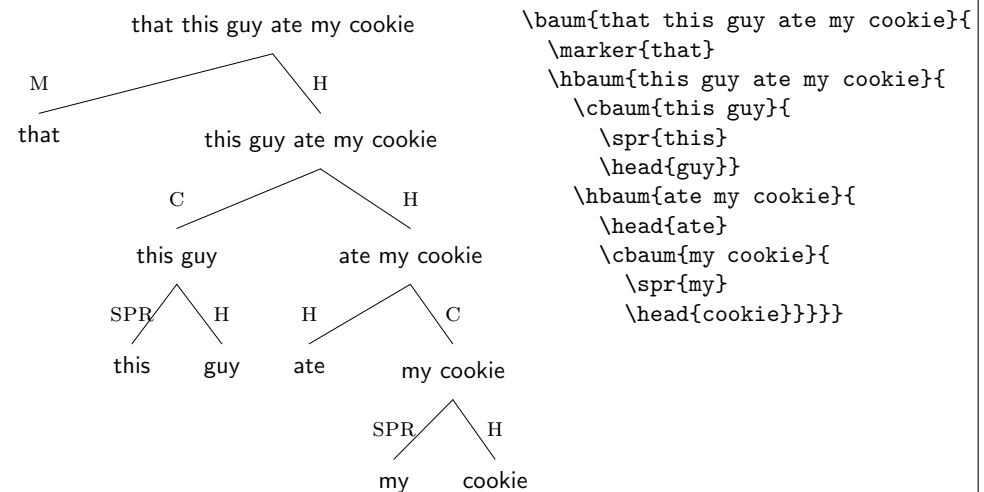 that this guy ate my cookie
M H
that this guy ate my cookie
C H
this guy ate my cookie
SPR H H C
this guy ate my cookie
SPR H
my cookie
\baum{that this guy ate my cookie}{
\marker{that}
\hbaum{this guy ate my cookie}{
\cbaum{this guy}{
\spr{this}
\head{guy}}
\hbaum{ate my cookie}{
\head{ate}
\cbaum{my cookie}{
\spr{my}
\head{cookie}}}}}